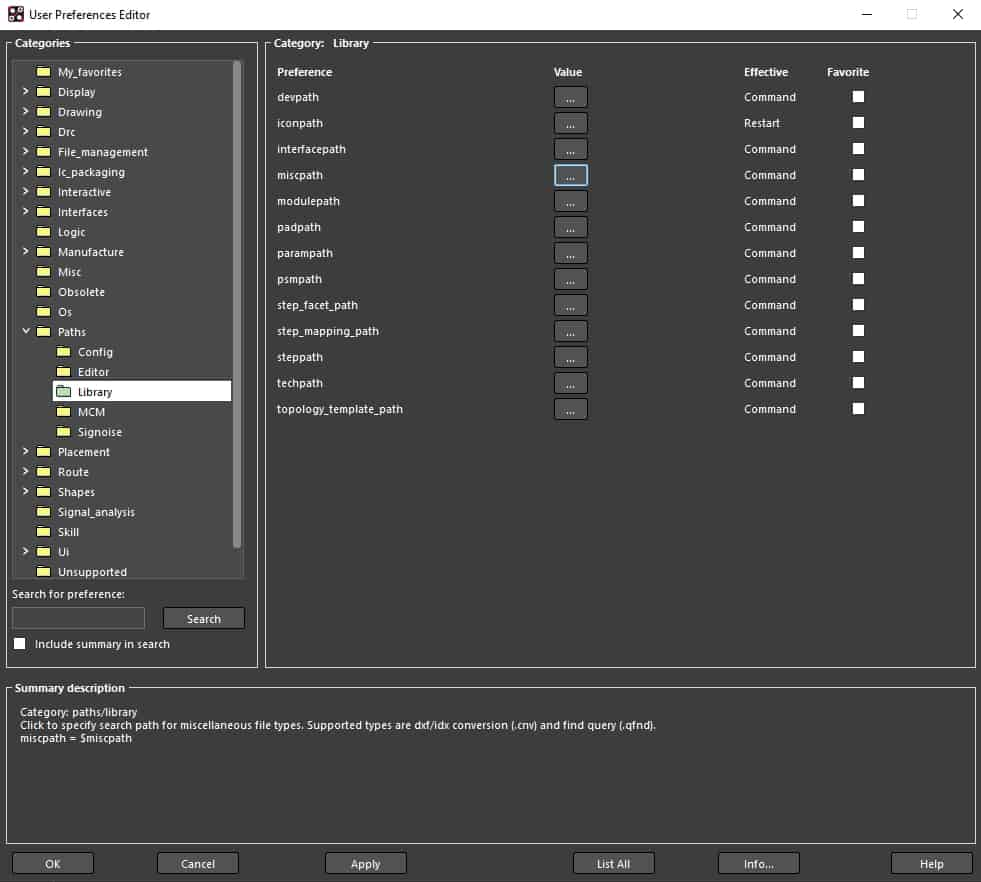 User Preferences Editor
Categories
My_favorites
Display
Drawing
Drc
File_management
Ic_packaging
Interactive
Interfaces
Logic
Manufacture
Misc
Obsolete
Os
Paths
Config
Editor
Library
MCM
Signoise
Placement
Route
Shapes
Signal_analysis
Skill
Ui
Unsupported
Search for preference:
Search
Include summary in search
Category: Library
Preference Value Effective Favorite
devpath ... Command
iconpath ... Restart
interfacepath ... Command
miscpath ... Command
modulepath ... Command
padpath ... Command
parampath ... Command
psmpath ... Command
step_facet_path ... Command
step_mapping_path ... Command
steppath ... Command
techpath ... Command
topology_template_path ... Command
Summary description
Category: paths/library
Click to specify search path for miscellaneous file types. Supported types are dxf/idx conversion (.cnv) and find query (.qfnd).
miscpath = $miscpath
OK Cancel Apply List All Info... Help